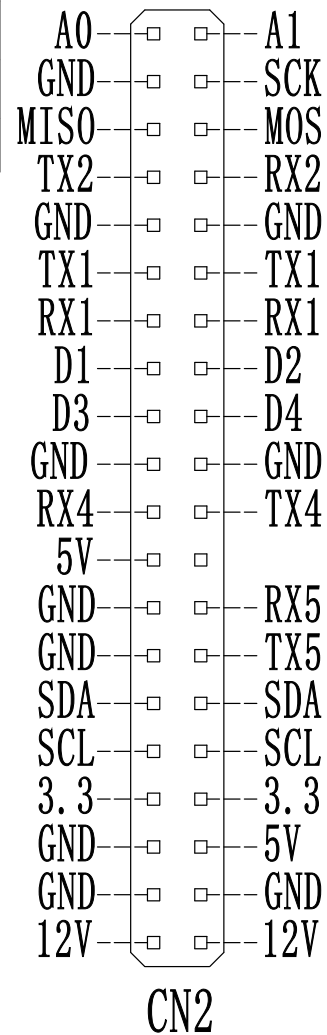 A0 A1
GND SCK
MISO MOS
TX2 RX2
GND GND
TX1 TX1
RX1 RX1
D1 D2
D3 D4
GND GND
RX4 TX4
5V
GND RX5
GND TX5
SDA SDA
SCL SCL
3.3 3.3
GND 5V
GND GND
12V 12V
CN2